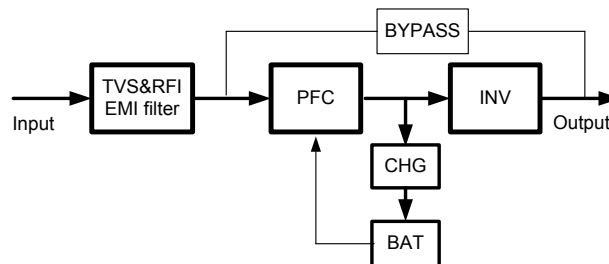 BYPASS
TVS&RFI
EMI filter
PFC
INV
Input
Output
CHG
BAT